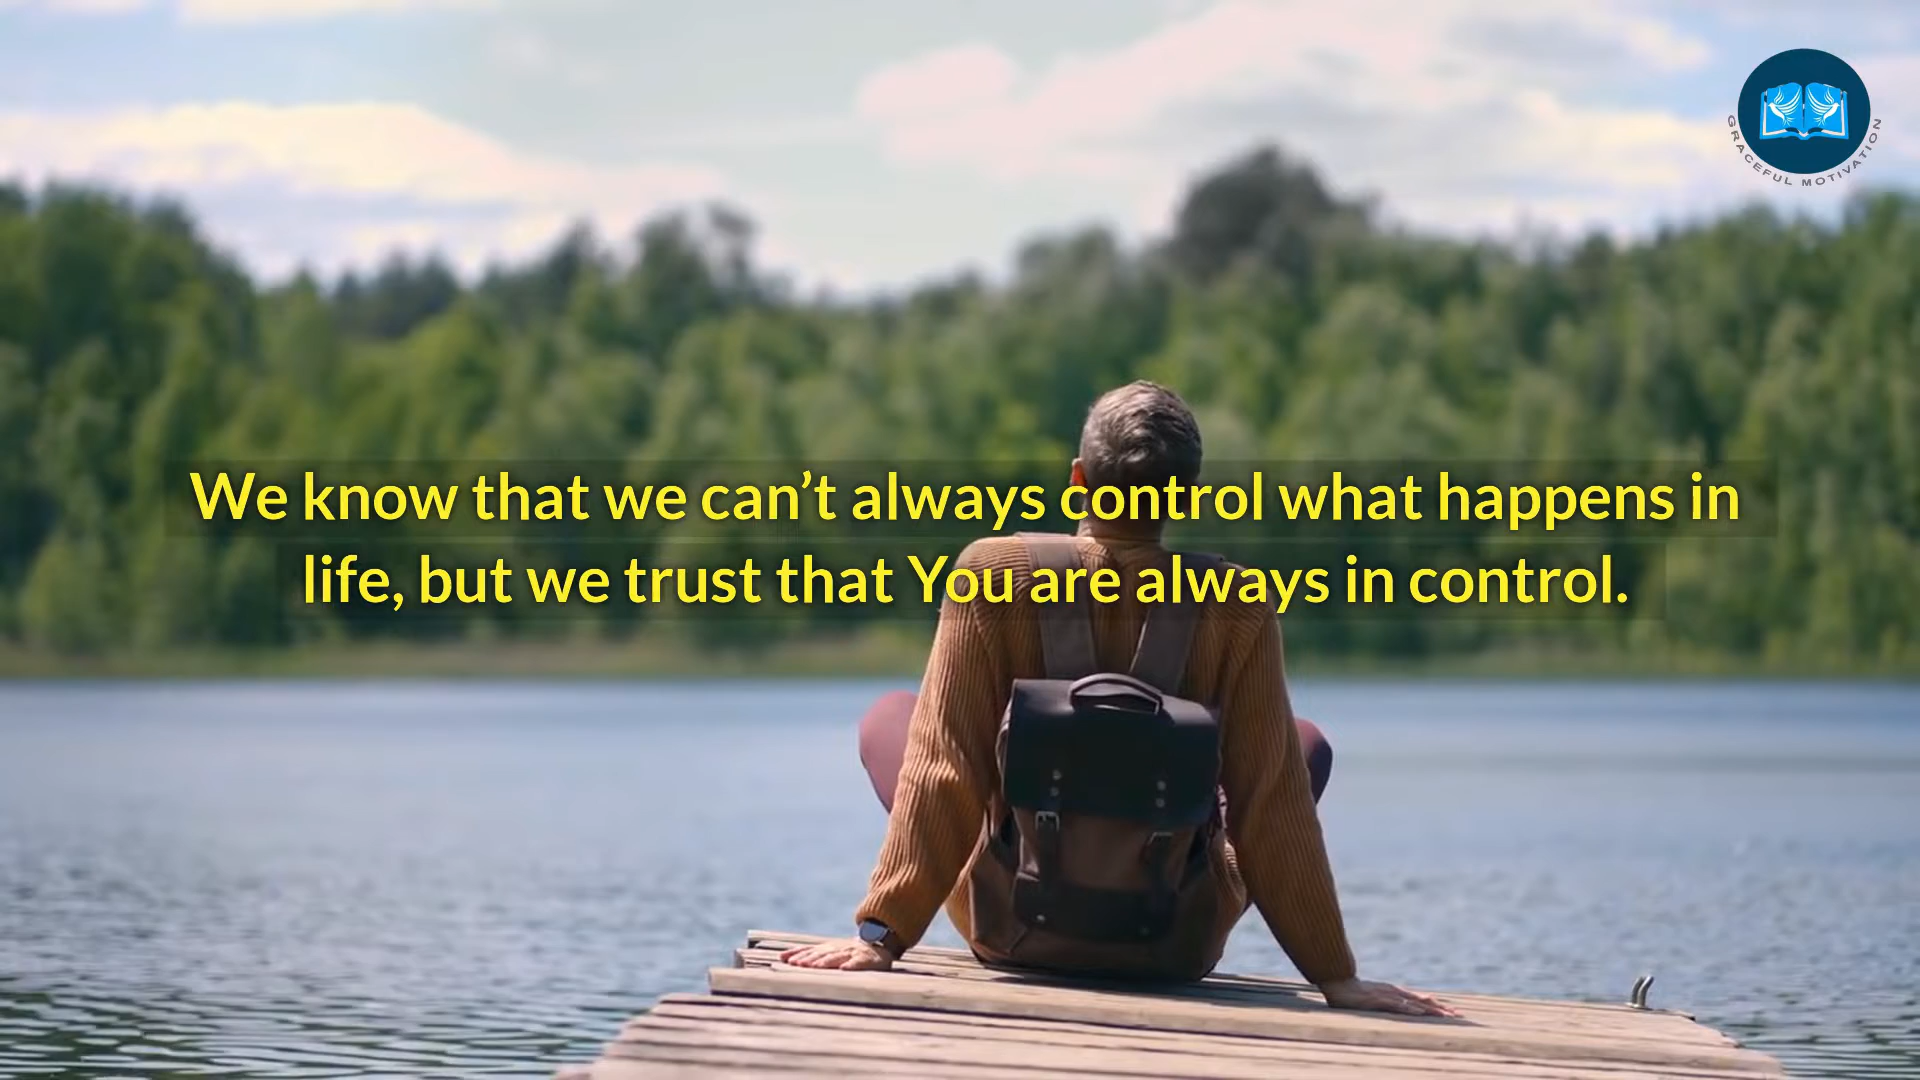 GRACEFUL MOTIVATION
We know that we can’t always control what happens in
life, but we trust that You are always in control.